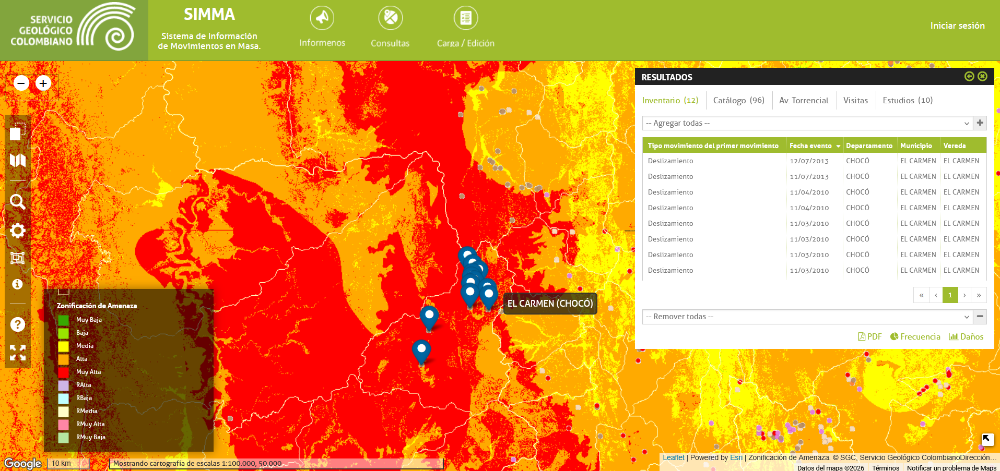 SERVICIO
GEOLÓGICO
COLOMBIANO
SIMMA
Sistema de Información
de Movimientos en Masa.
Informenos
Consultas
Carga / Edición
Iniciar sesión
RESULTADOS
Inventario (12)
Catálogo (96)
Av. Torrencial
Visitas
Estudios (10)
-- Agregar todas --
Tipo movimiento del primer movimiento Fecha evento Departamento Municipio Vereda
Deslizamiento 12/07/2013 CHOCÓ EL CARMEN EL CARMEN
Deslizamiento 11/07/2013 CHOCÓ EL CARMEN EL CARMEN
Deslizamiento 11/04/2010 CHOCÓ EL CARMEN EL CARMEN
Deslizamiento 11/04/2010 CHOCÓ EL CARMEN EL CARMEN
Deslizamiento 11/03/2010 CHOCÓ EL CARMEN EL CARMEN
Deslizamiento 11/03/2010 CHOCÓ EL CARMEN EL CARMEN
Deslizamiento 11/03/2010 CHOCÓ EL CARMEN EL CARMEN
Deslizamiento 11/03/2010 CHOCÓ EL CARMEN EL CARMEN
« ‹ 1 › »
-- Remover todas --
PDF Frecuencia Daños
EL CARMEN (CHOCÓ)
Zonificación de Amenaza
Muy Baja
Baja
Media
Alta
Muy Alta
RAlta
RBaja
RMedia
RMuy Alta
RMuy Baja
Google
10 km
Mostrando cartografía de escalas 1:100.000, 50.000
Leaflet | Powered by Esri | Zonificación de Amenaza. © SGC, Servicio Geológico ColombianoDirección...
Datos del mapa ©2026 Términos Notificar un problema de Maps